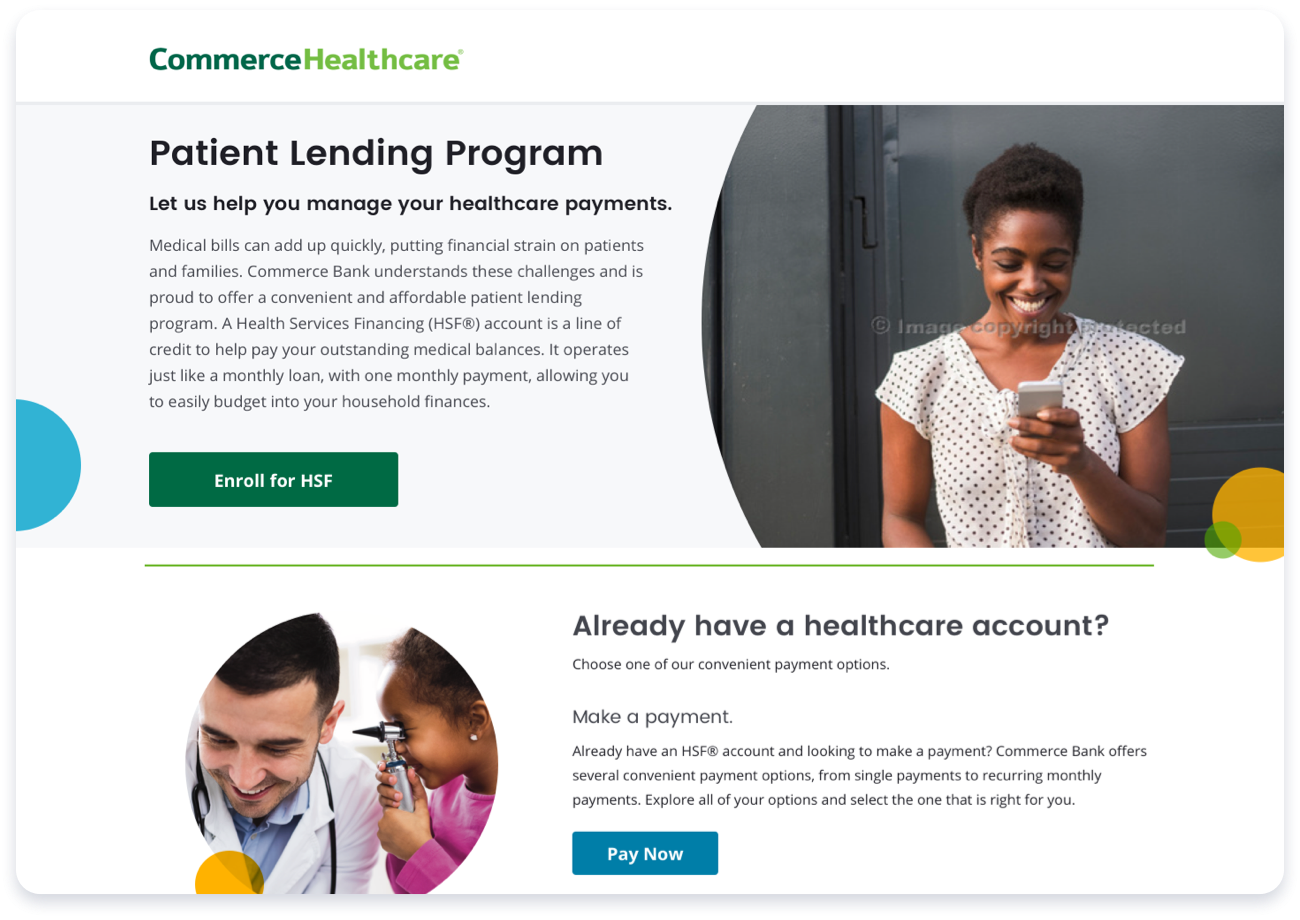 CommerceHealthcare®
Patient Lending Program
Let us help you manage your healthcare payments.
Medical bills can add up quickly, putting financial strain on patients
and families. Commerce Bank understands these challenges and is
proud to offer a convenient and affordable patient lending
program. A Health Services Financing (HSF®) account is a line of
credit to help pay your outstanding medical balances. It operates
just like a monthly loan, with one monthly payment, allowing you
to easily budget into your household finances.
Enroll for HSF
© Image copyright protected
Already have a healthcare account?
Choose one of our convenient payment options.
Make a payment.
Already have an HSF® account and looking to make a payment? Commerce Bank offers
several convenient payment options, from single payments to recurring monthly
payments. Explore all of your options and select the one that is right for you.
Pay Now